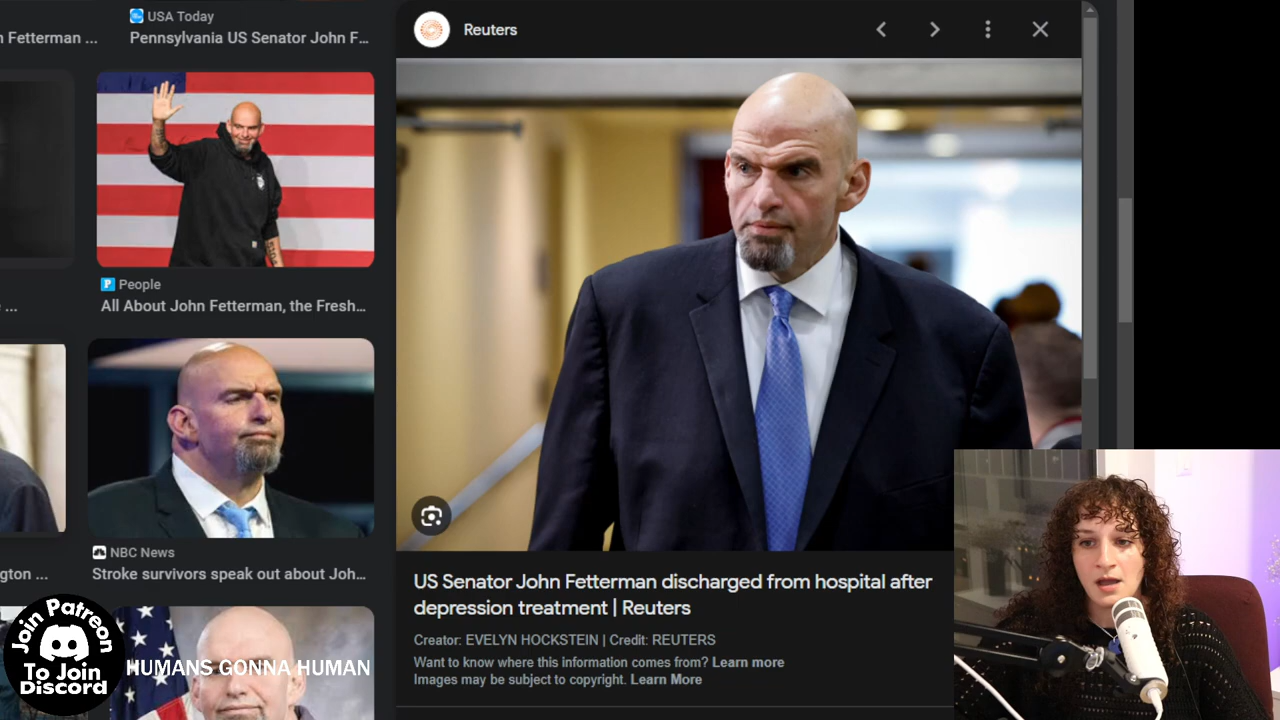 USA Today
Fetterman ...
Pennsylvania US Senator John F...
People
All About John Fetterman, the Fresh...
...
NBC News
gton ...
Stroke survivors speak out about Joh...
Join Patreon
To Join
Discord
HUMANS GONNA HUMAN
Reuters
US Senator John Fetterman discharged from hospital after
depression treatment | Reuters
Creator: EVELYN HOCKSTEIN | Credit: REUTERS
Want to know where this information comes from? Learn more
Images may be subject to copyright. Learn More